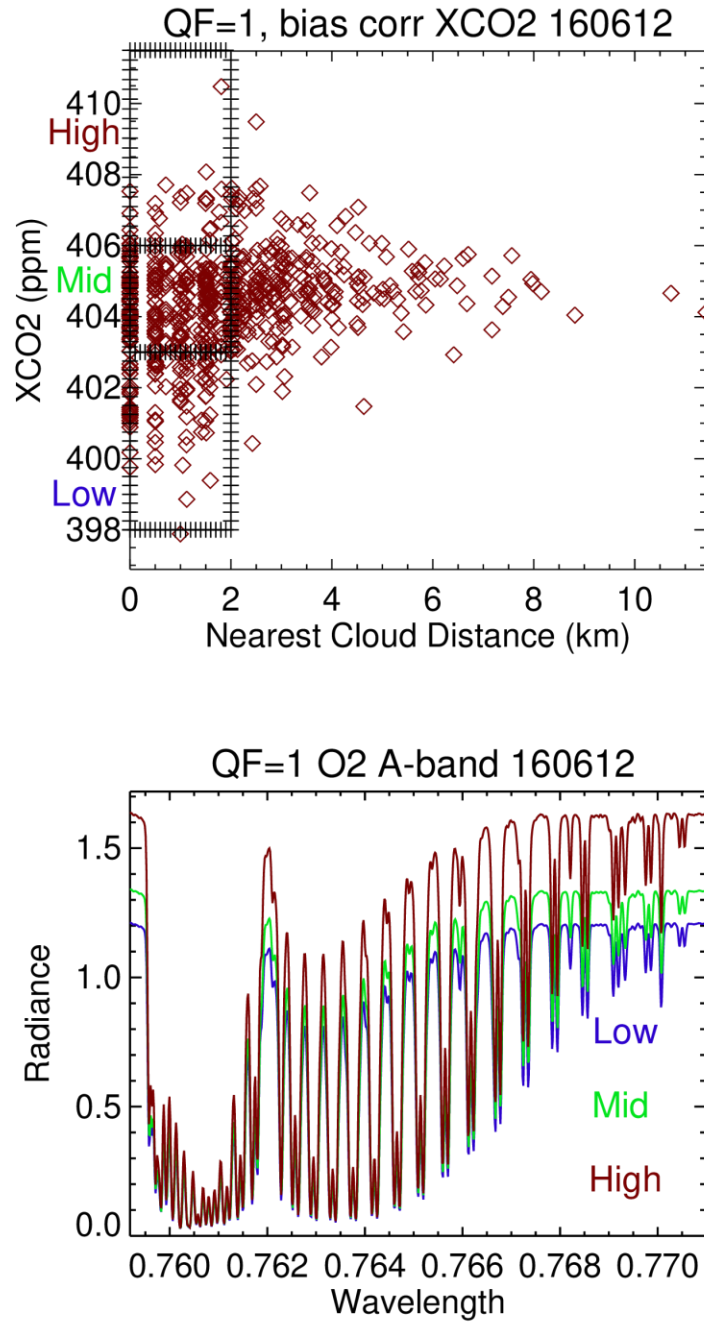 QF=1, bias corr XCO2 160612
410
High
408
406
Mid
404
402
400
Low
398
XCO2 (ppm)
0 2 4 6 8 10
Nearest Cloud Distance (km)
QF=1 O2 A-band 160612
1.5
1.0
0.5
0.0
Radiance
Low
Mid
High
0.760 0.762 0.764 0.766 0.768 0.770
Wavelength